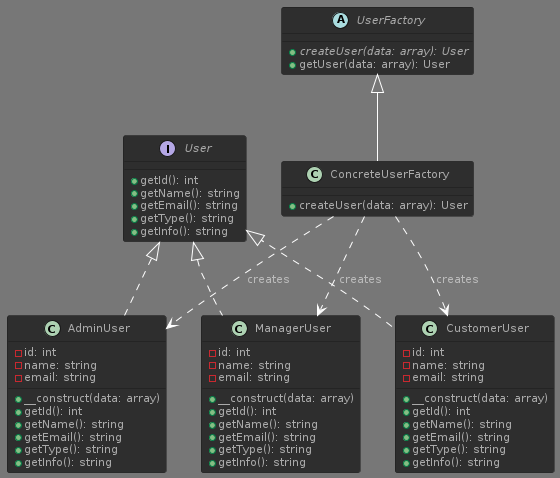 A UserFactory
createUser(data: array): User
getUser(data: array): User
I User
getId(): int
getName(): string
getEmail(): string
getType(): string
getInfo(): string
C ConcreteUserFactory
createUser(data: array): User
creates
creates
creates
C AdminUser
id: int
name: string
email: string
__construct(data: array)
getId(): int
getName(): string
getEmail(): string
getType(): string
getInfo(): string
C ManagerUser
id: int
name: string
email: string
__construct(data: array)
getId(): int
getName(): string
getEmail(): string
getType(): string
getInfo(): string
C CustomerUser
id: int
name: string
email: string
__construct(data: array)
getId(): int
getName(): string
getEmail(): string
getType(): string
getInfo(): string